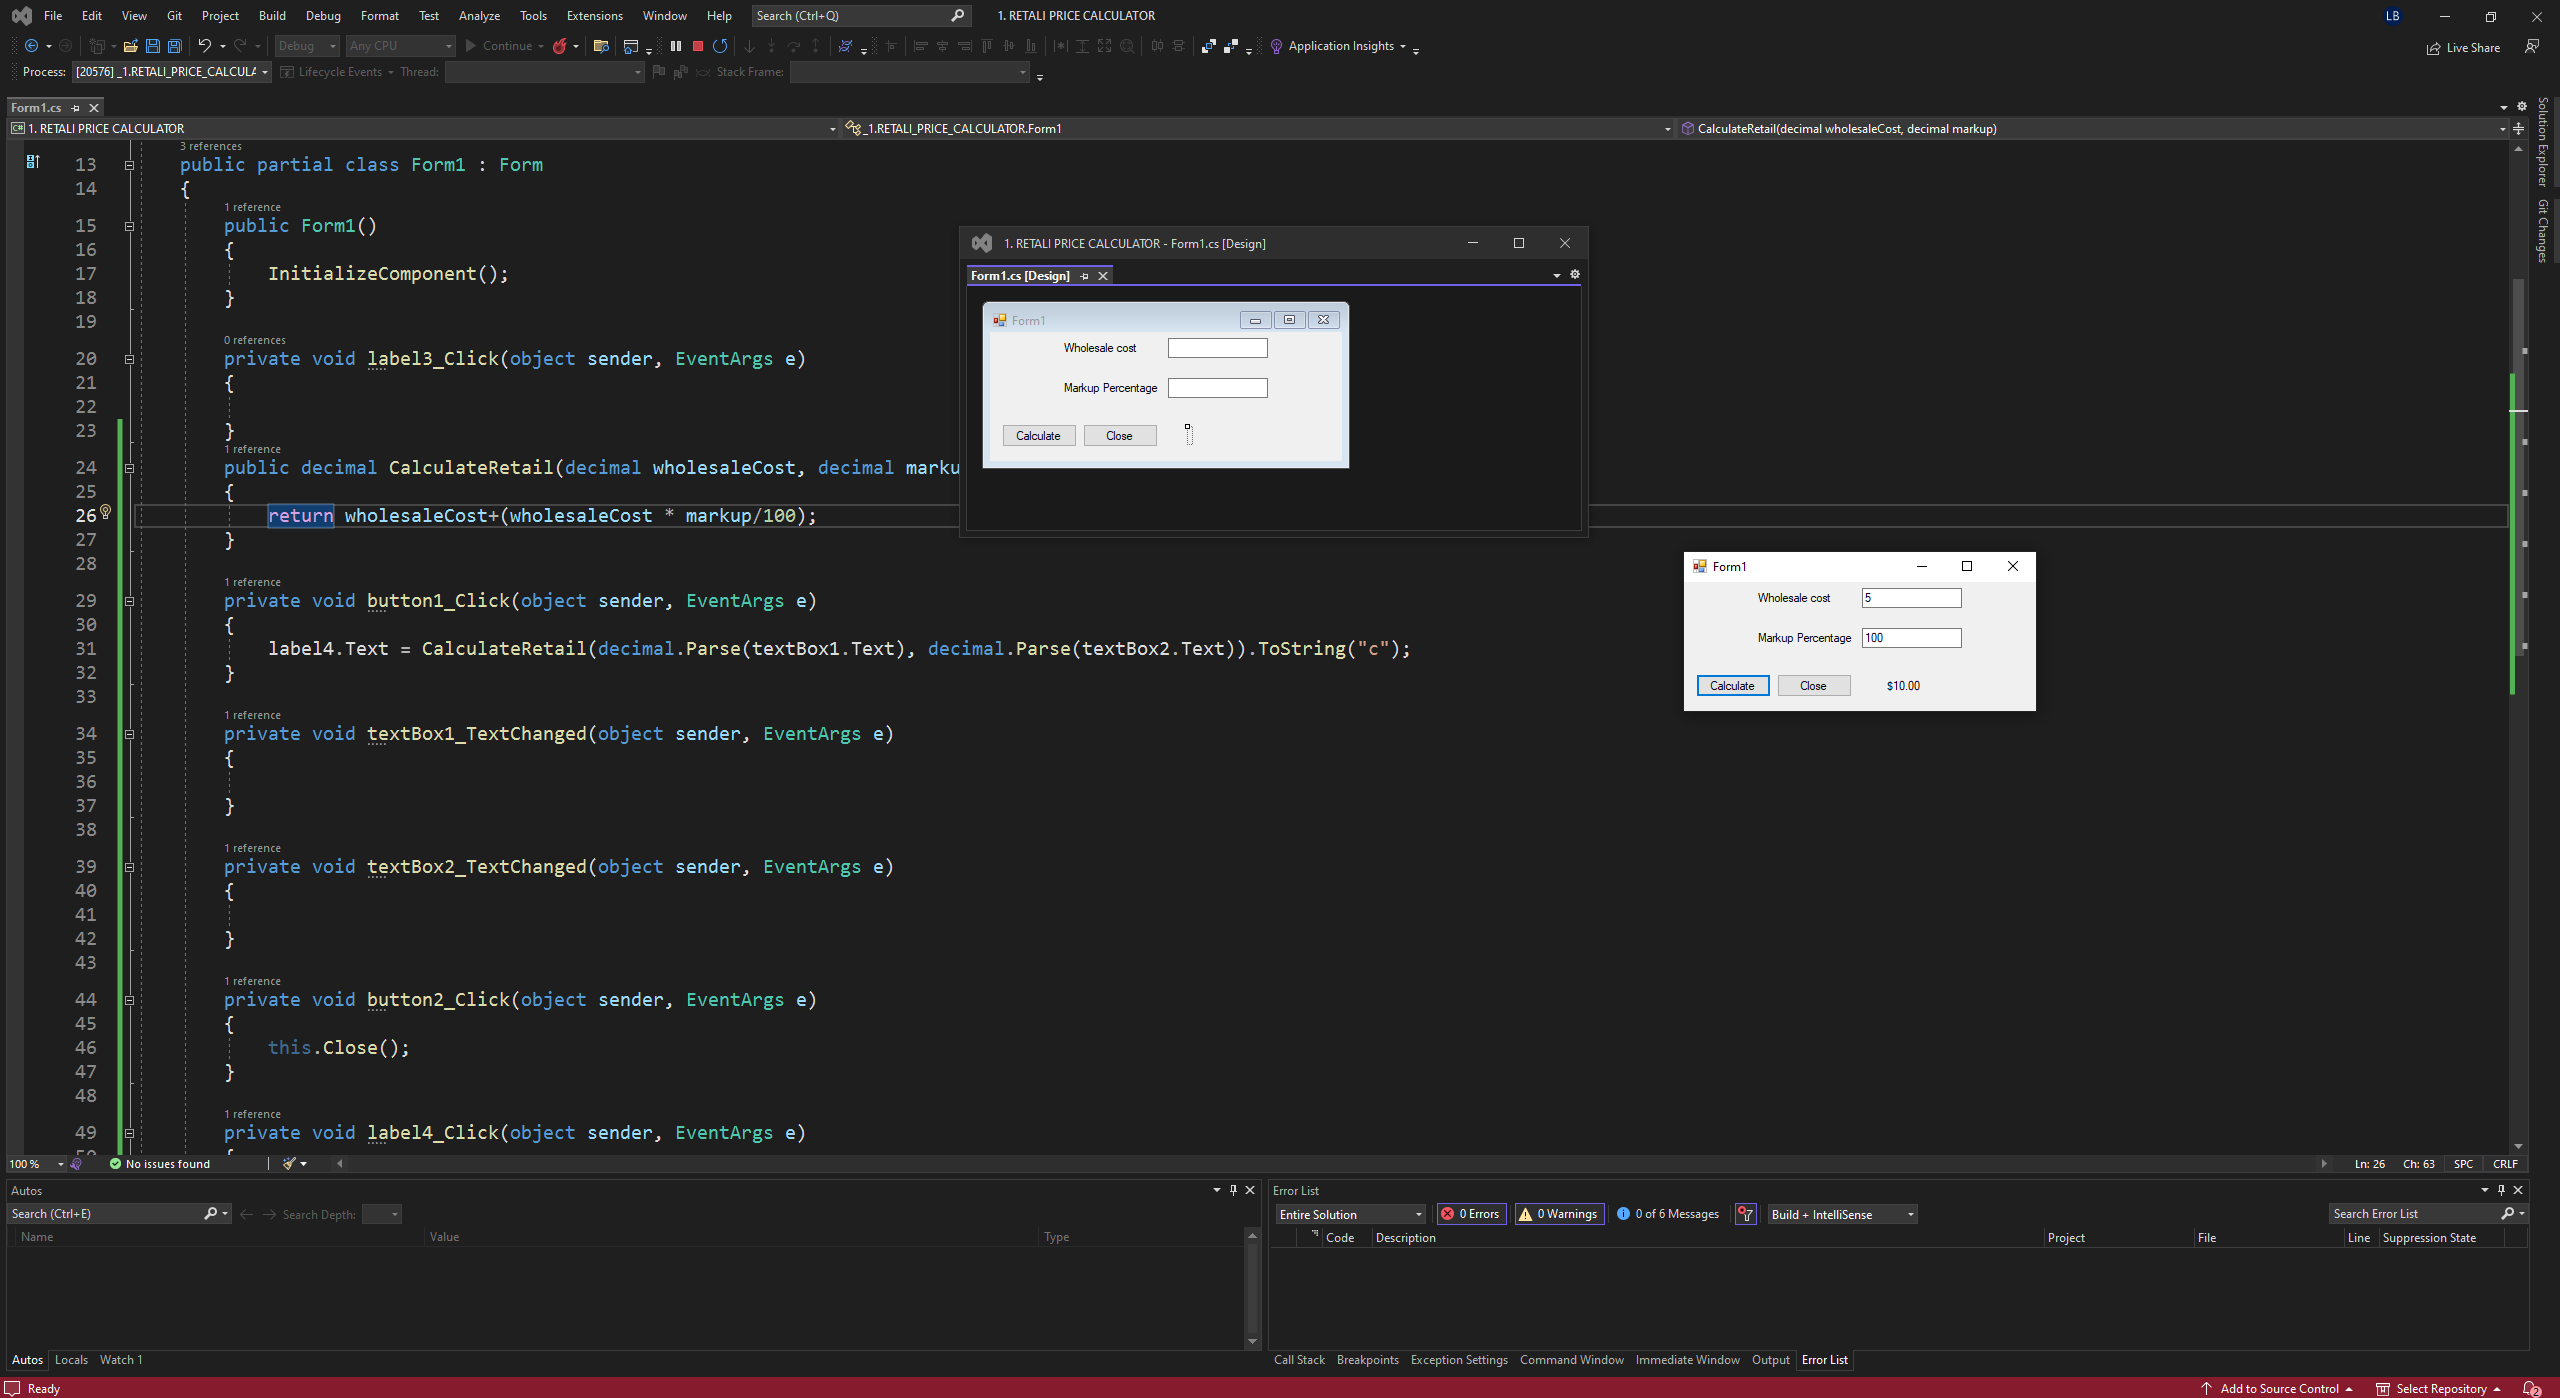 File Edit View Git Project Build Debug Format Test Analyze Tools Extensions Window Help Search (Ctrl+Q) 1. RETALI PRICE CALCULATOR LB
Debug Any CPU Continue Application Insights Live Share
Process: [20576] _1.RETALI_PRICE_CALCULA Lifecycle Events Thread: Stack Frame:
Form1.cs
C# 1. RETALI PRICE CALCULATOR _1.RETALI_PRICE_CALCULATOR.Form1 CalculateRetail(decimal wholesaleCost, decimal markup)
Solution Explorer
Git Changes
3 references
13 public partial class Form1 : Form
14 {
1 reference
15 public Form1()
16 {
17 InitializeComponent();
18 }
19
0 references
20 private void label3_Click(object sender, EventArgs e)
21 {
22
23 }
1 reference
24 public decimal CalculateRetail(decimal wholesaleCost, decimal marku
25 {
26 return wholesaleCost+(wholesaleCost * markup/100);
27 }
28
1 reference
29 private void button1_Click(object sender, EventArgs e)
30 {
31 label4.Text = CalculateRetail(decimal.Parse(textBox1.Text), decimal.Parse(textBox2.Text)).ToString("c");
32 }
33
1 reference
34 private void textBox1_TextChanged(object sender, EventArgs e)
35 {
36
37 }
38
1 reference
39 private void textBox2_TextChanged(object sender, EventArgs e)
40 {
41
42 }
43
1 reference
44 private void button2_Click(object sender, EventArgs e)
45 {
46 this.Close();
47 }
48
1 reference
49 private void label4_Click(object sender, EventArgs e)
1. RETALI PRICE CALCULATOR - Form1.cs [Design]
Form1.cs [Design]
Form1
Wholesale cost
Markup Percentage
Calculate Close
Form1
Wholesale cost 5
Markup Percentage 100
Calculate Close $10.00
100 % No issues found Ln: 26 Ch: 63 SPC CRLF
Autos
Search (Ctrl+E) Search Depth:
Name Value Type
Autos Locals Watch 1
Error List
Entire Solution 0 Errors 0 Warnings 0 of 6 Messages Build + IntelliSense Search Error List
Code Description Project File Line Suppression State
Call Stack Breakpoints Exception Settings Command Window Immediate Window Output Error List
Ready Add to Source Control Select Repository 2